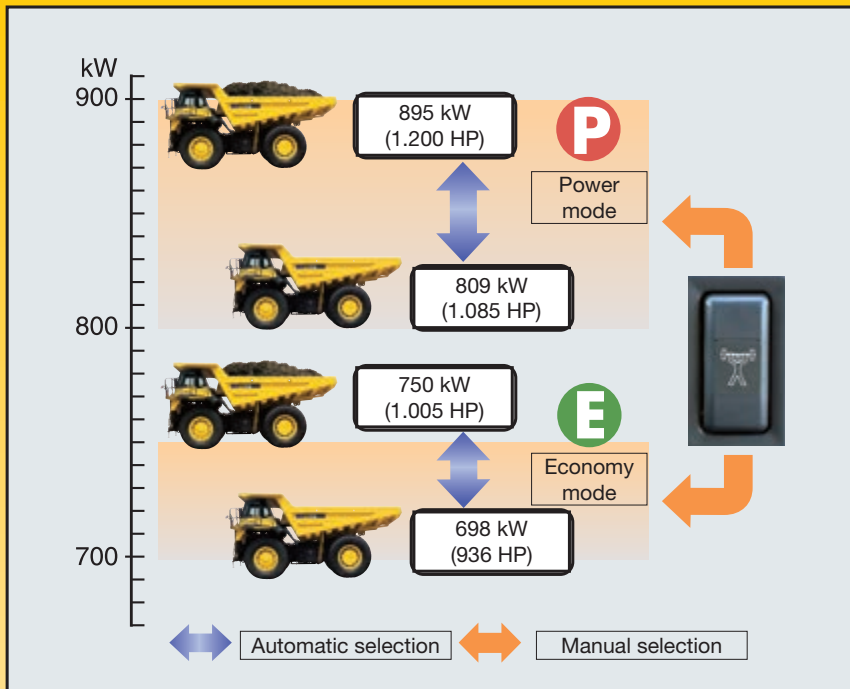 kW
900
895 kW
(1.200 HP)
P
Power
mode
809 kW
(1.085 HP)
800
750 kW
(1.005 HP)
E
Economy
mode
698 kW
(936 HP)
700
Automatic selection
Manual selection